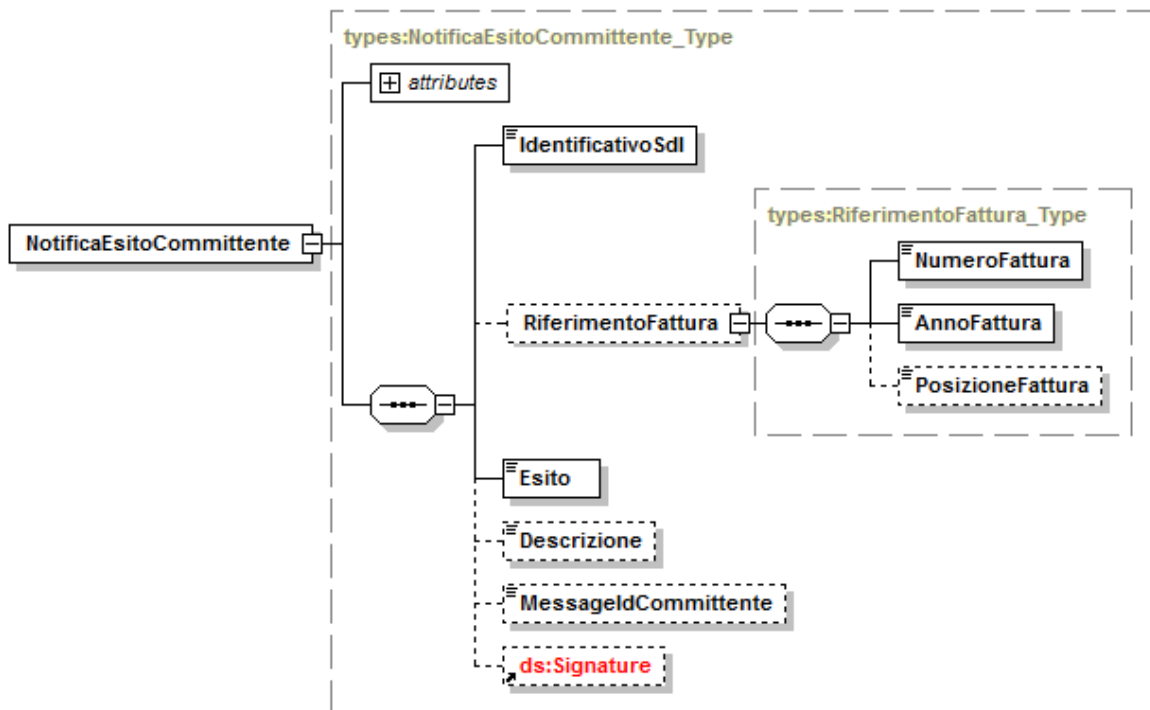 types:NotificaEsitoCommittente_Type
attributes
IdentificativoSdI
types:RiferimentoFattura_Type
NotificaEsitoCommittente
NumeroFattura
RiferimentoFattura
AnnoFattura
PosizioneFattura
Esito
Descrizione
MessageIdCommittente
ds:Signature